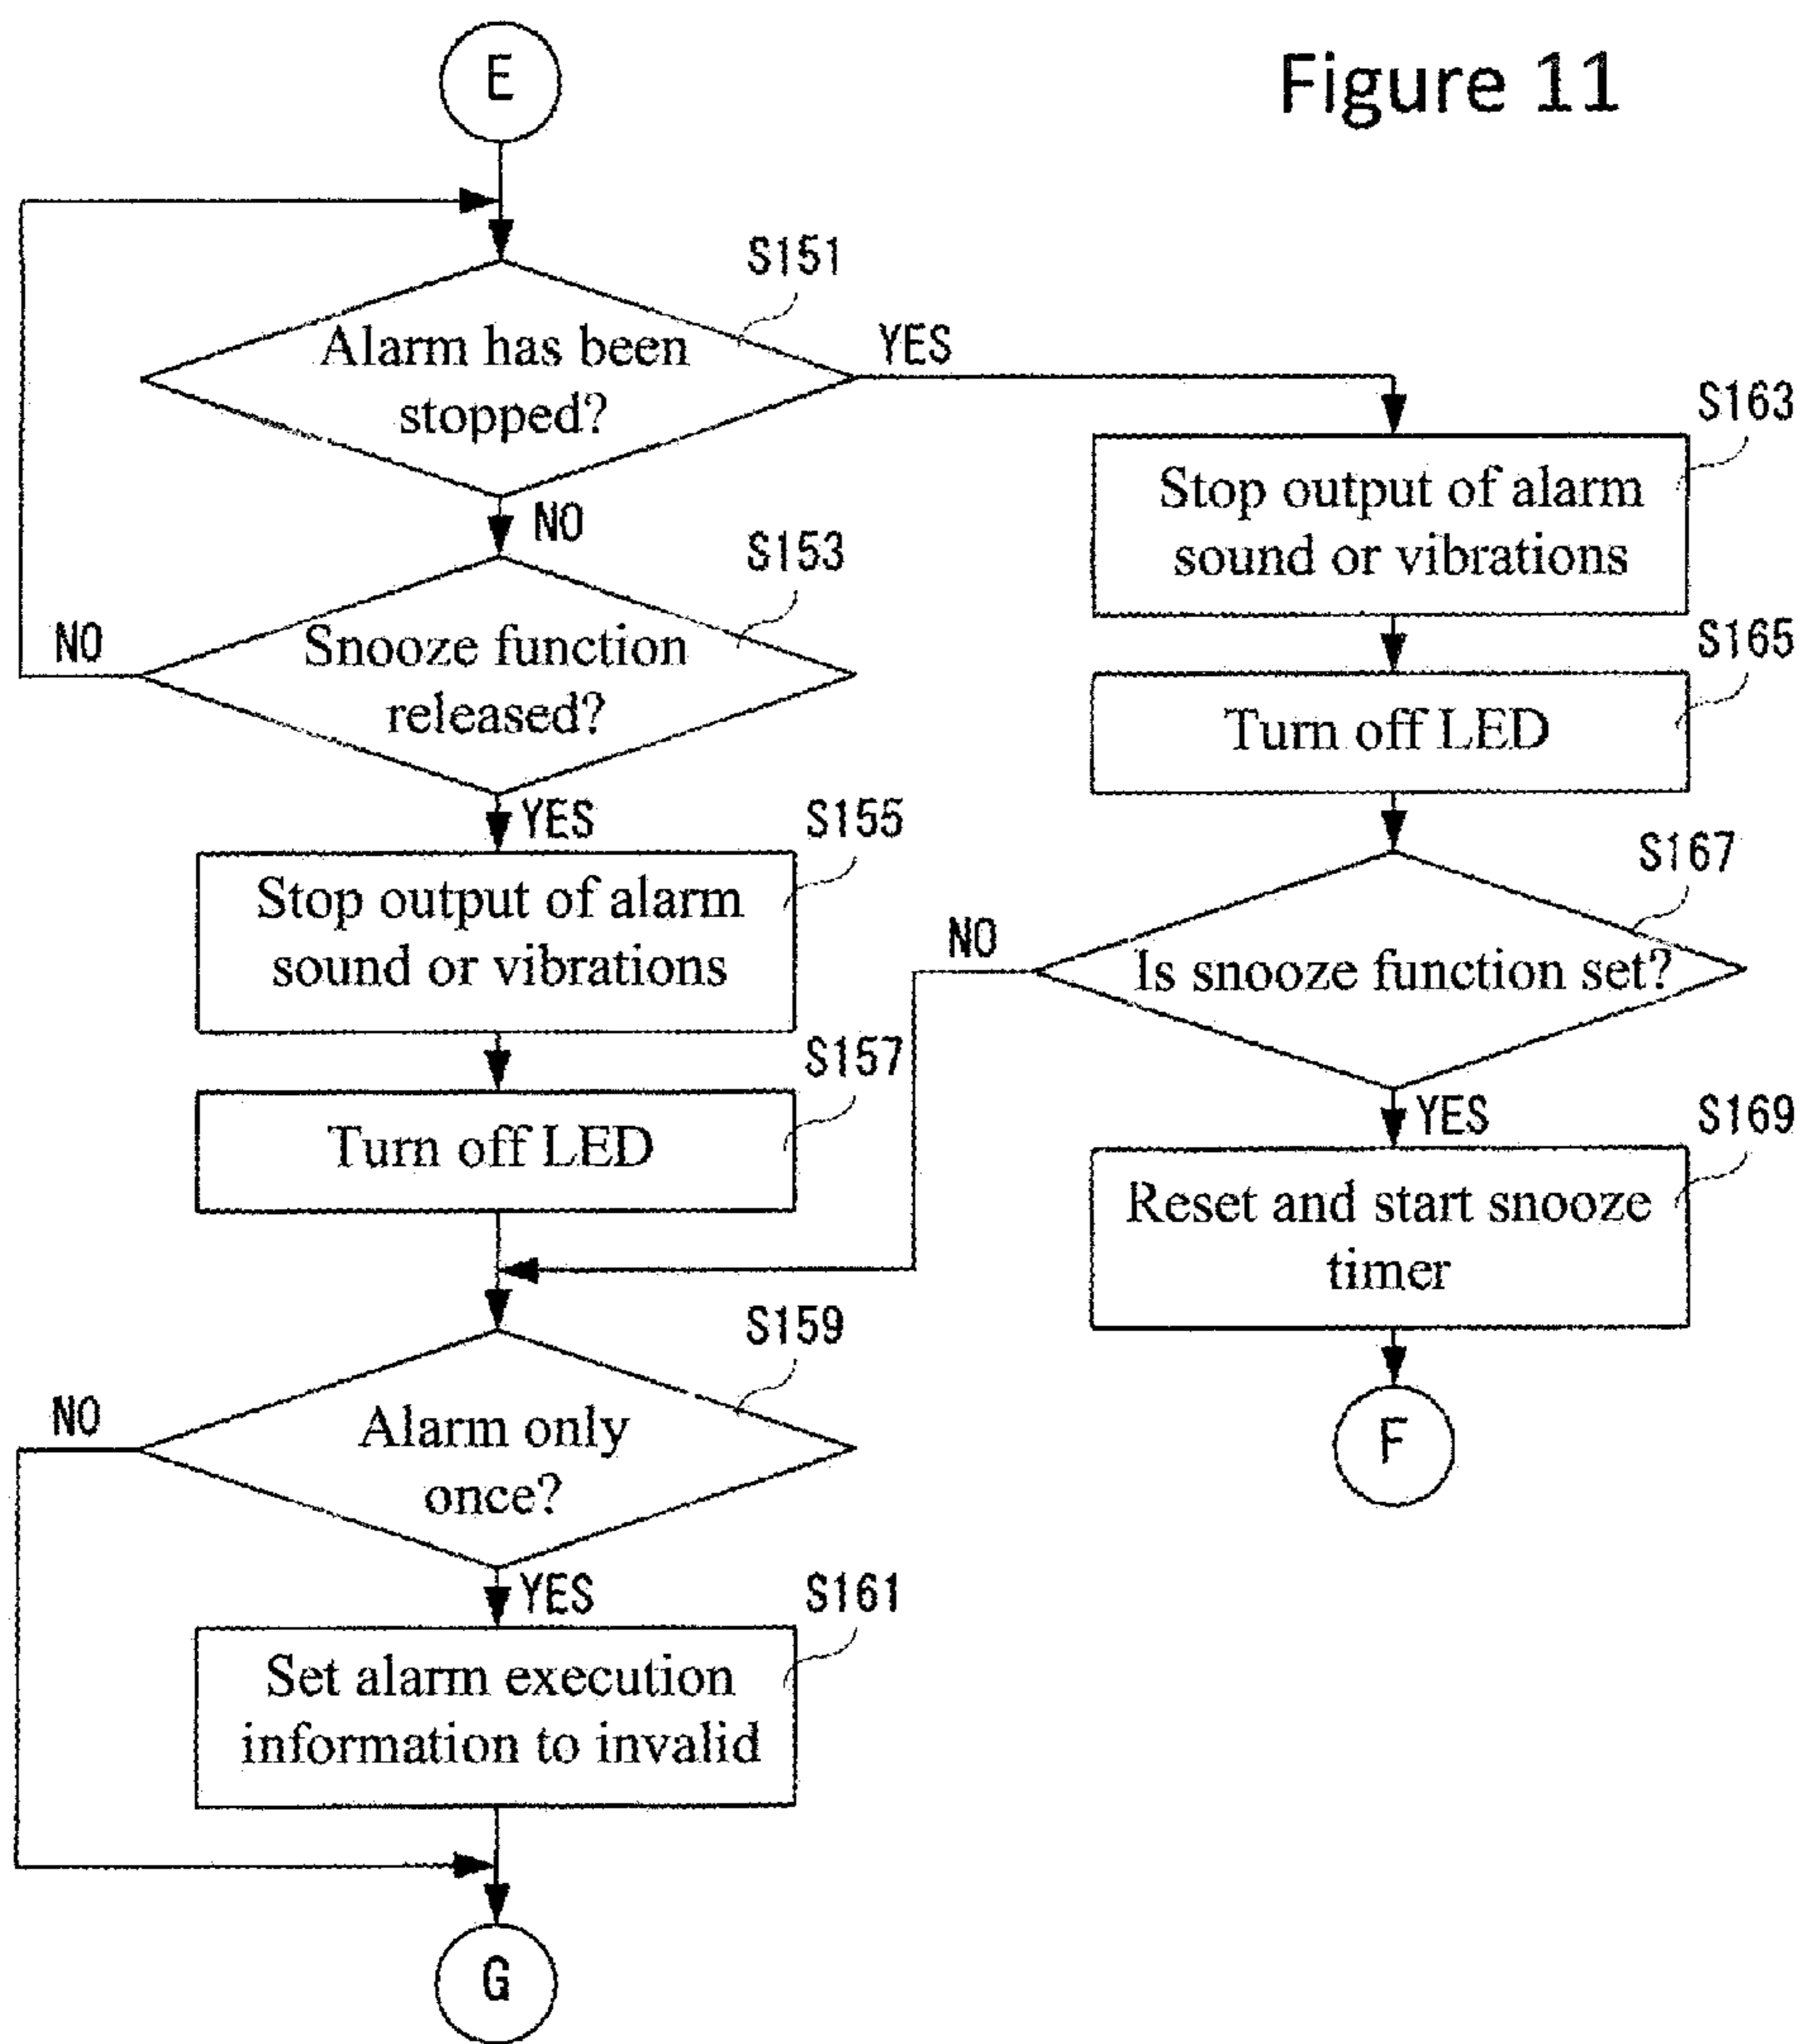 Figure 11
E
S151
Alarm has been
stopped?
YES
NO
S153
Snooze function
released?
NO
YES
S155
Stop output of alarm
sound or vibrations
S157
Turn off LED
S159
Alarm only
once?
NO
YES
S161
Set alarm execution
information to invalid
G
S163
Stop output of alarm
sound or vibrations
S165
Turn off LED
S167
Is snooze function set?
NO
YES
S169
Reset and start snooze
timer
F